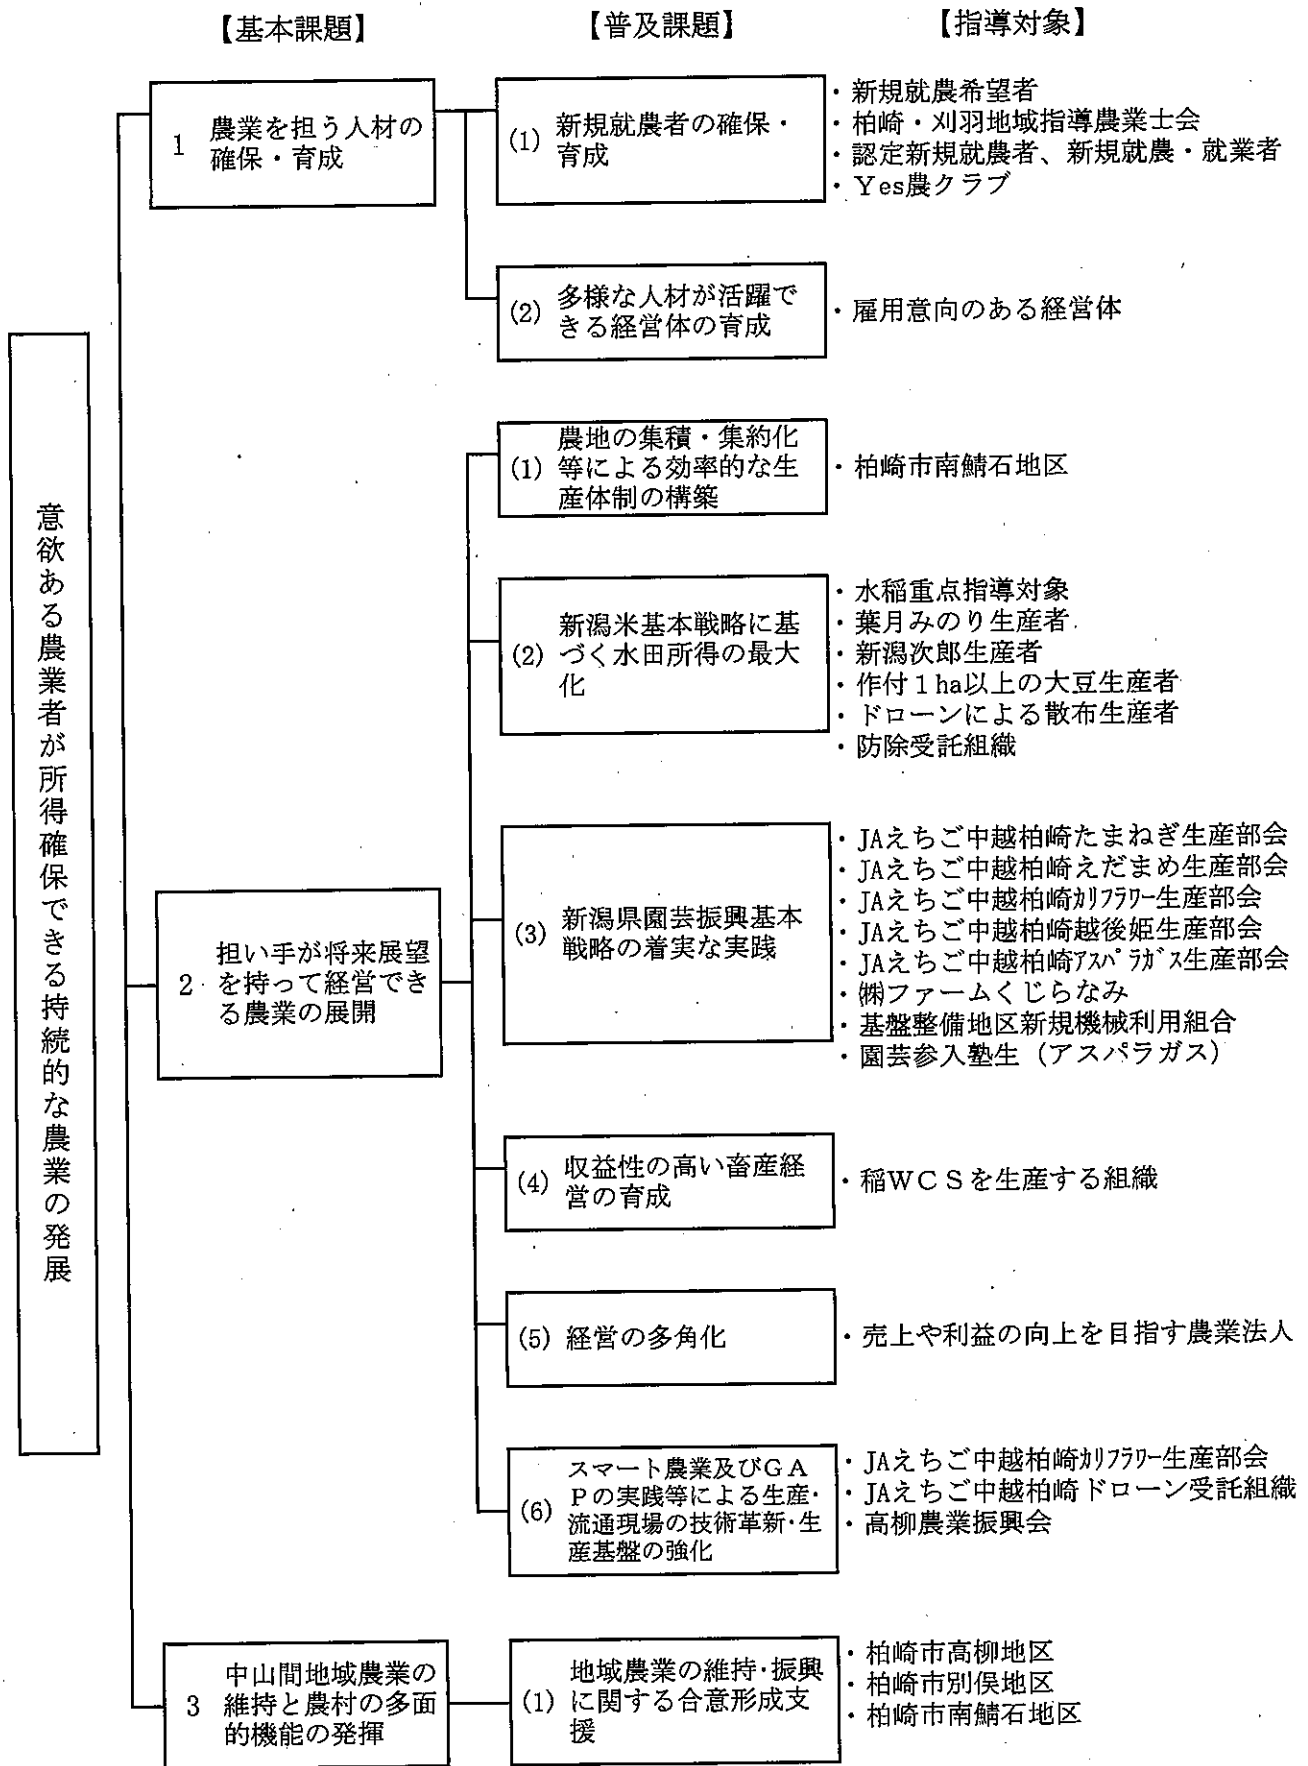 【基本課題】
【普及課題】
【指導対象】
意欲ある農業者が所得確保できる持続的な農業の発展
1 農業を担う人材の
確保・育成
(1) 新規就農者の確保・
育成
・新規就農希望者
・柏崎・刈羽地域指導農業士会
・認定新規就農者、新規就農・就業者
・Yes農クラブ
(2) 多様な人材が活躍で
きる経営体の育成
・雇用意向のある経営体
2 担い手が将来展望
を持って経営でき
る農業の展開
(1) 農地の集積・集約化
等による効率的な生
産体制の構築
・柏崎市南鯖石地区
(2) 新潟米基本戦略に基
づく水田所得の最大
化
・水稲重点指導対象
・葉月みのり生産者
・新潟次郎生産者
・作付1ha以上の大豆生産者
・ドローンによる散布生産者
・防除受託組織
(3) 新潟県園芸振興基本
戦略の着実な実践
・JAえちご中越柏崎たまねぎ生産部会
・JAえちご中越柏崎えだまめ生産部会
・JAえちご中越柏崎ｶﾘﾌﾗﾜｰ生産部会
・JAえちご中越柏崎越後姫生産部会
・JAえちご中越柏崎ｱｽﾊﾟﾗｶﾞｽ生産部会
・㈱ファームくじらなみ
・基盤整備地区新規機械利用組合
・園芸参入塾生（アスパラガス）
(4) 収益性の高い畜産経
営の育成
・稲WCSを生産する組織
(5) 経営の多角化
・売上や利益の向上を目指す農業法人
(6) スマート農業及びGA
Pの実践等による生産・
流通現場の技術革新・生
産基盤の強化
・JAえちご中越柏崎ｶﾘﾌﾗﾜｰ生産部会
・JAえちご中越柏崎ドローン受託組織
・高柳農業振興会
3 中山間地域農業の
維持と農村の多面
的機能の発揮
(1) 地域農業の維持・振興
に関する合意形成支
援
・柏崎市高柳地区
・柏崎市別俣地区
・柏崎市南鯖石地区